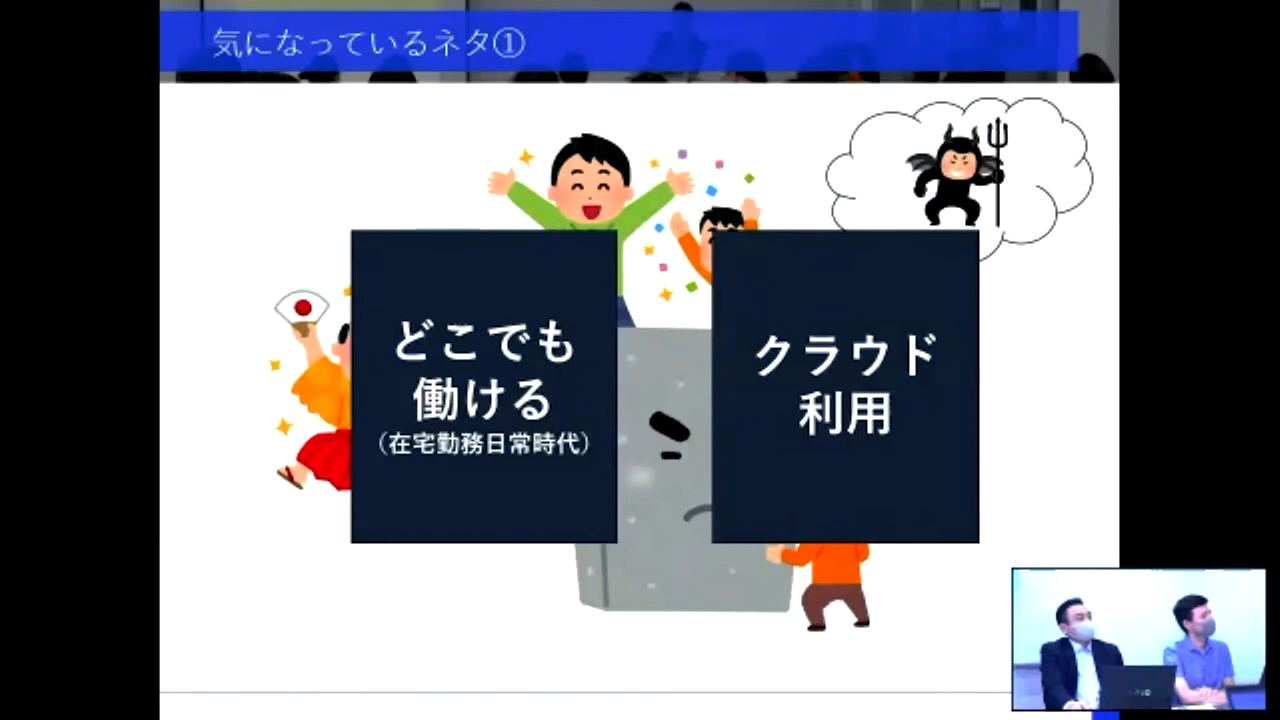 気になっているネタ①
どこでも
働ける
（在宅勤務日常時代）
クラウド
利用